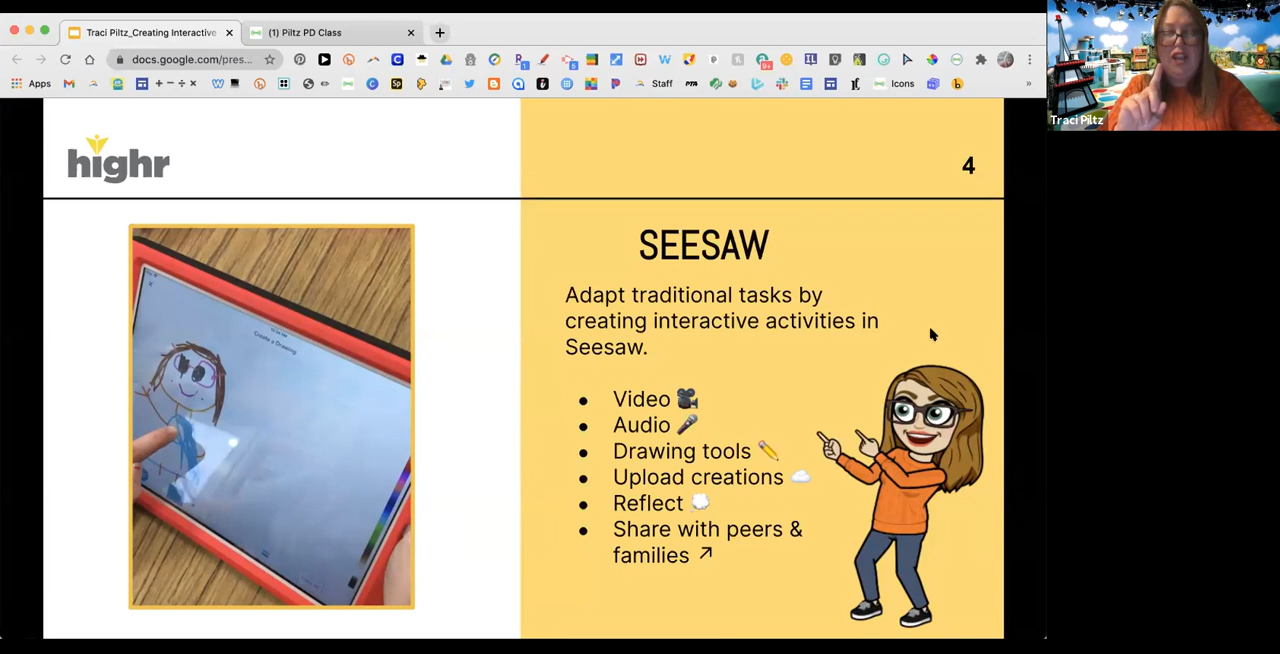 Traci Piltz_Creating Interactive
(1) Piltz PD Class
docs.google.com/pres...
Apps
Staff
Icons
Traci Piltz
highr
4
SEESAW
Adapt traditional tasks by
creating interactive activities in
Seesaw.
Video
Audio
Drawing tools
Upload creations
Reflect
Share with peers &
families
Create a Drawing